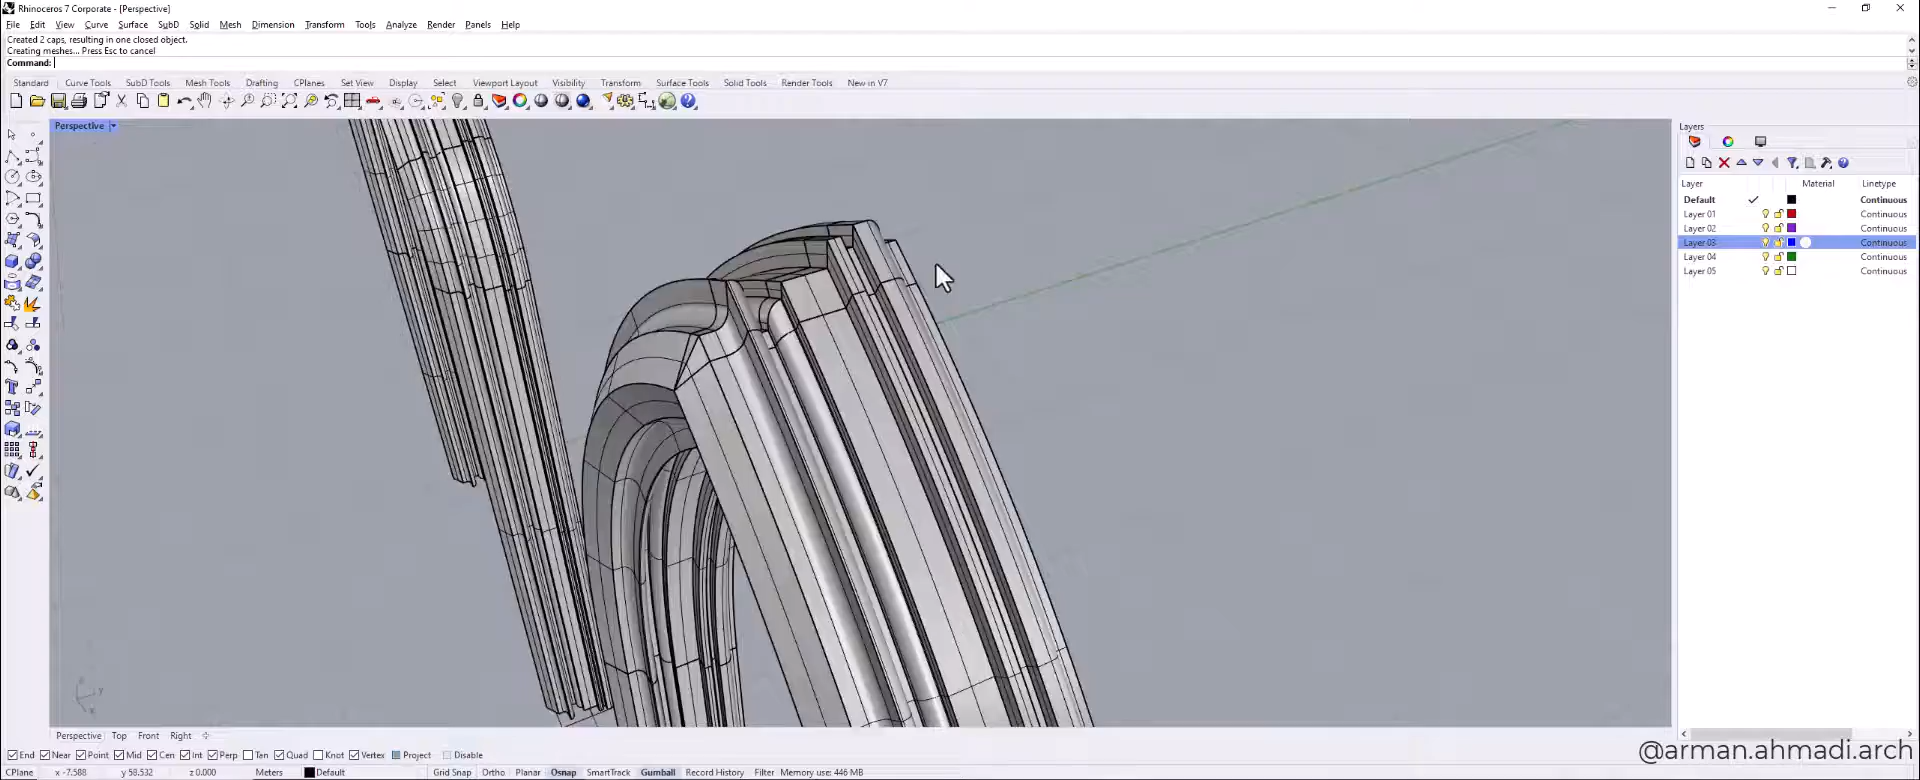 Rhinoceros 7 Corporate - [Perspective]
File Edit View Curve Surface SubD Solid Mesh Dimension Transform Tools Analyze Render Panels Help
Created 2 caps, resulting in one closed object.
Creating meshes... Press Esc to cancel
Command:
Standard Curve Tools SubD Tools Mesh Tools Drafting CPlanes Set View Display Select Viewport Layout Visibility Transform Surface Tools Solid Tools Render Tools New in V7
Perspective
Layers
Layer Material Linetype
Default Continuous
Layer 01 Continuous
Layer 02 Continuous
Layer 03 Continuous
Layer 04 Continuous
Layer 05 Continuous
Perspective Top Front Right
End Near Point Mid Cen Int Perp Tan Quad Knot Vertex Project Disable
@arman.ahmadi.arch
CPlane x -7.588 y 58.532 z 0.000 Meters Default Grid Snap Ortho Planar Osnap SmartTrack Gumball Record History Filter Memory use: 446 MB